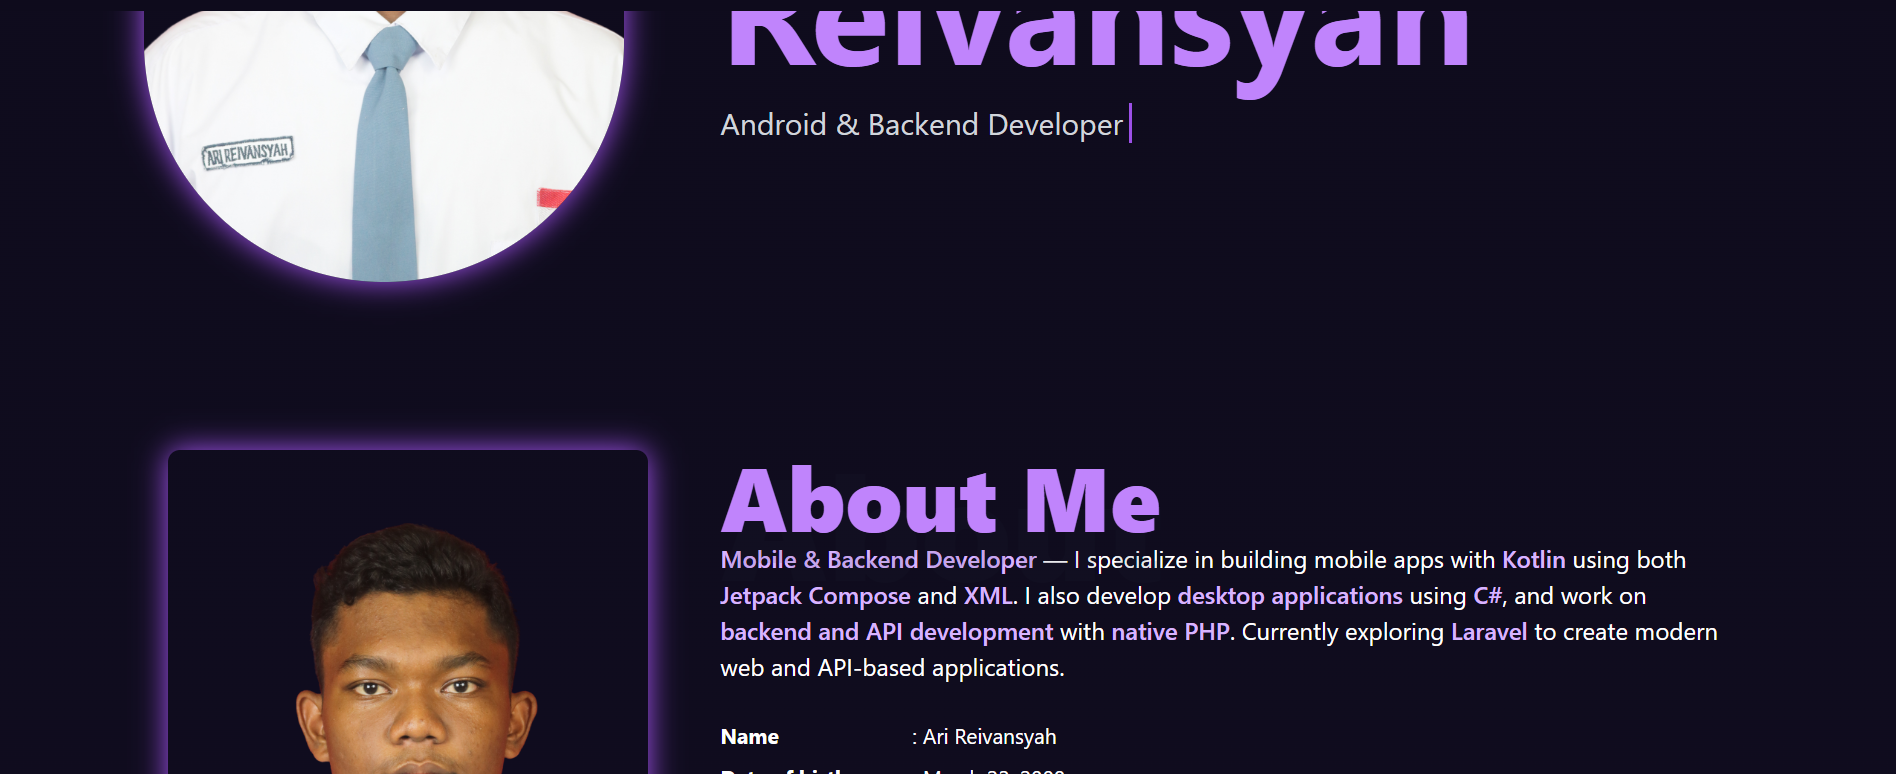 Reivansyah
Android & Backend Developer
ARI REIVANSYAH
About Me
Mobile & Backend Developer — I specialize in building mobile apps with Kotlin using both
Jetpack Compose and XML. I also develop desktop applications using C#, and work on
backend and API development with native PHP. Currently exploring Laravel to create modern
web and API-based applications.
Name : Ari Reivansyah